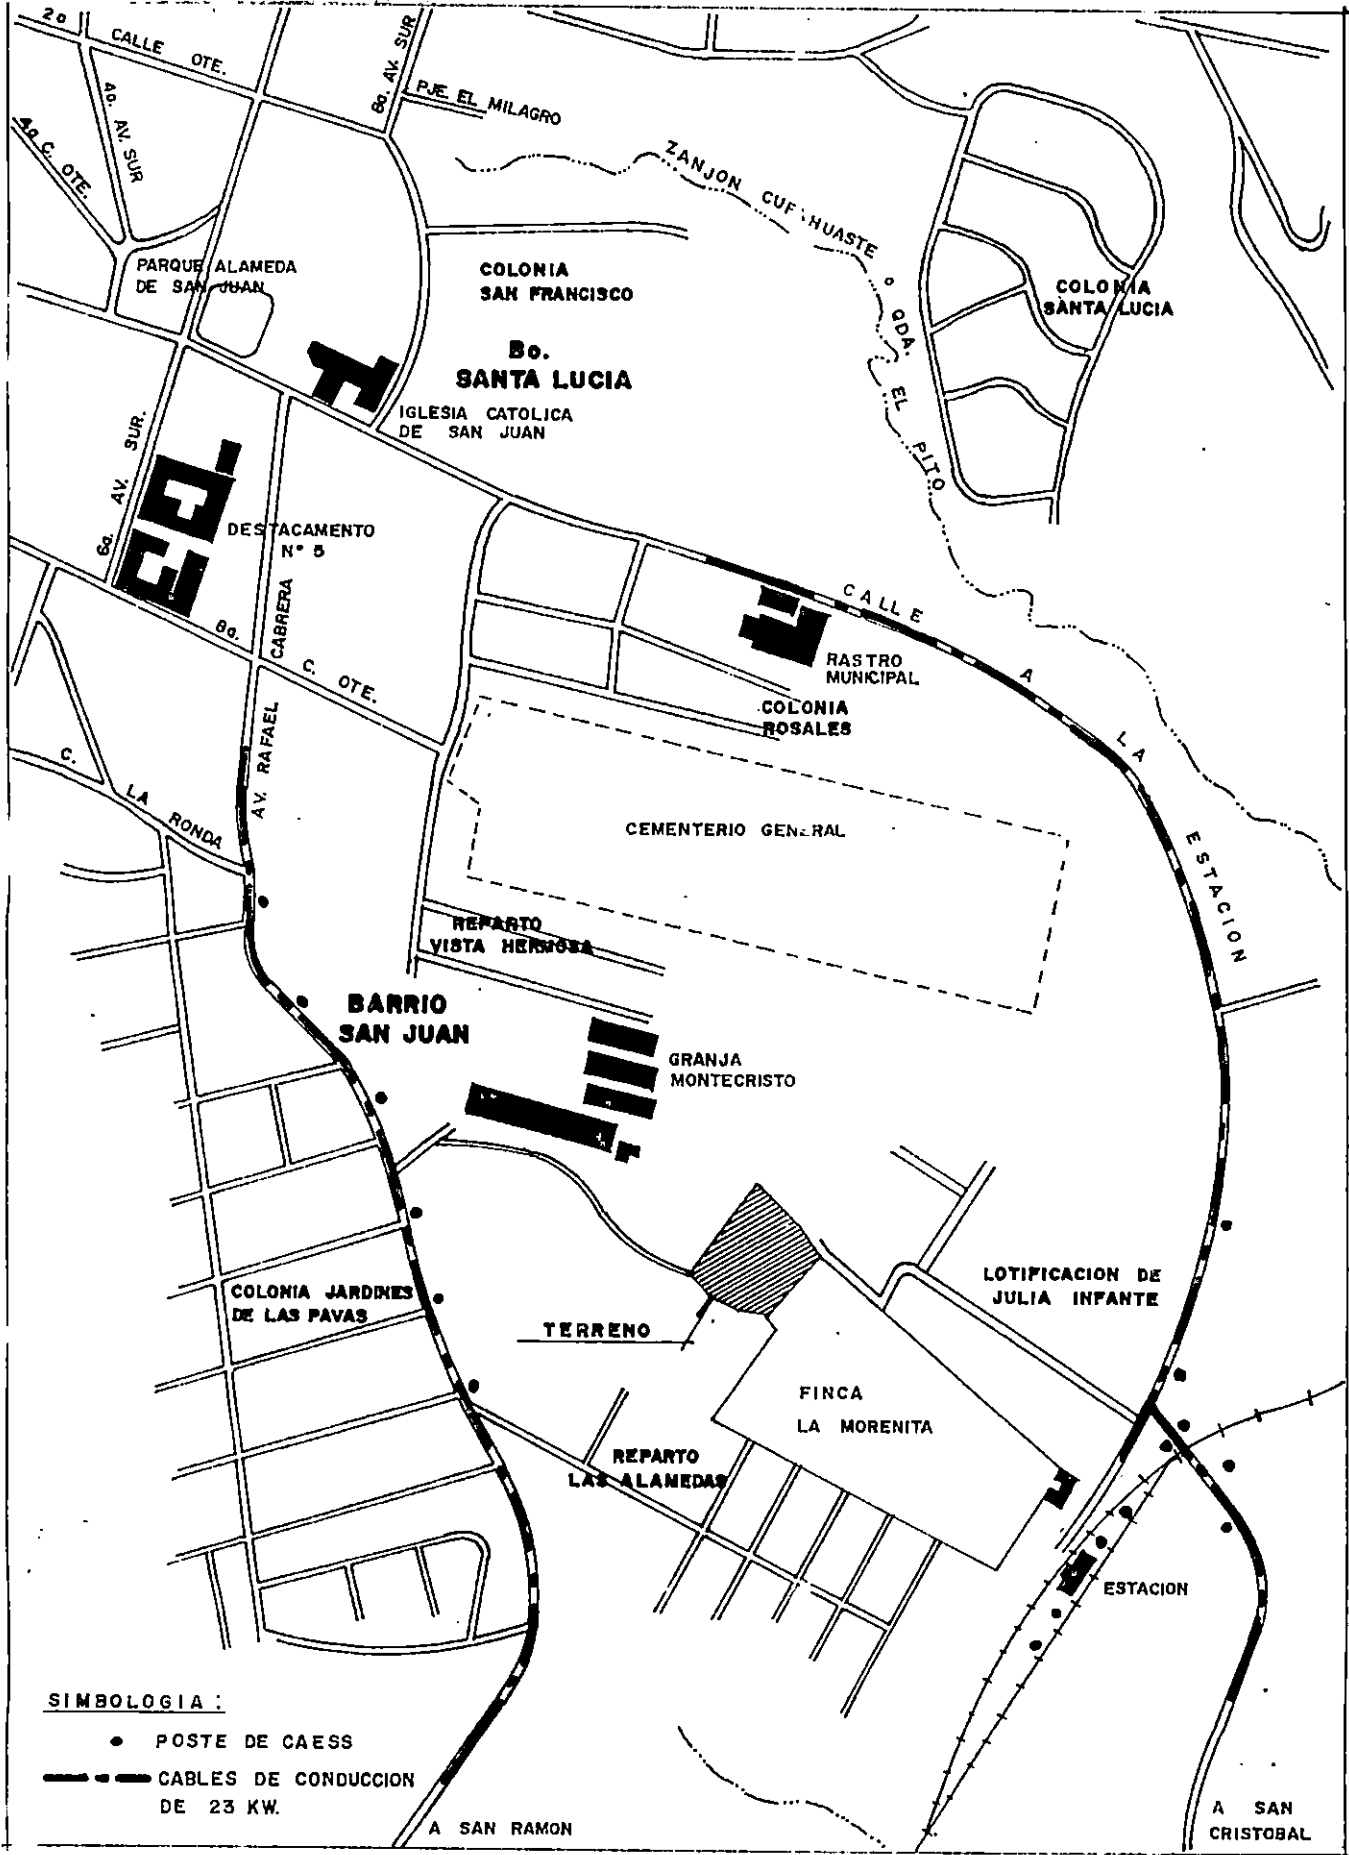 2a
CALLE OTE.
4a. AV. SUR
4a C. OTE.
8a. AV. SUR
PJE. EL MILAGRO
ZANJON
HUASTE o QDA. EL PITO
PARQUE ALAMEDA
DE SAN JUAN
COLONIA
SAN FRANCISCO
COLONIA
SANTA LUCIA
Bo.
SANTA LUCIA
IGLESIA CATOLICA
DE SAN JUAN
6a. AV. SUR.
DESTACAMENTO
N° 5
8a. C. OTE.
AV. RAFAEL CABRERA
CALLE A LA ESTACION
RASTRO
MUNICIPAL
COLONIA
ROSALES
C. LA RONDA
CEMENTERIO GENERAL
REPARTO
VISTA HERMOSA
BARRIO
SAN JUAN
GRANJA
MONTECRISTO
COLONIA JARDINES
DE LAS PAVAS
LOTIFICACION DE
JULIA INFANTE
TERRENO
FINCA
LA MORENITA
REPARTO
LAS ALAMEDAS
ESTACION
SIMBOLOGIA :
POSTE DE CAESS
CABLES DE CONDUCCION
DE 23 KW.
A SAN RAMON
A SAN
CRISTOBAL